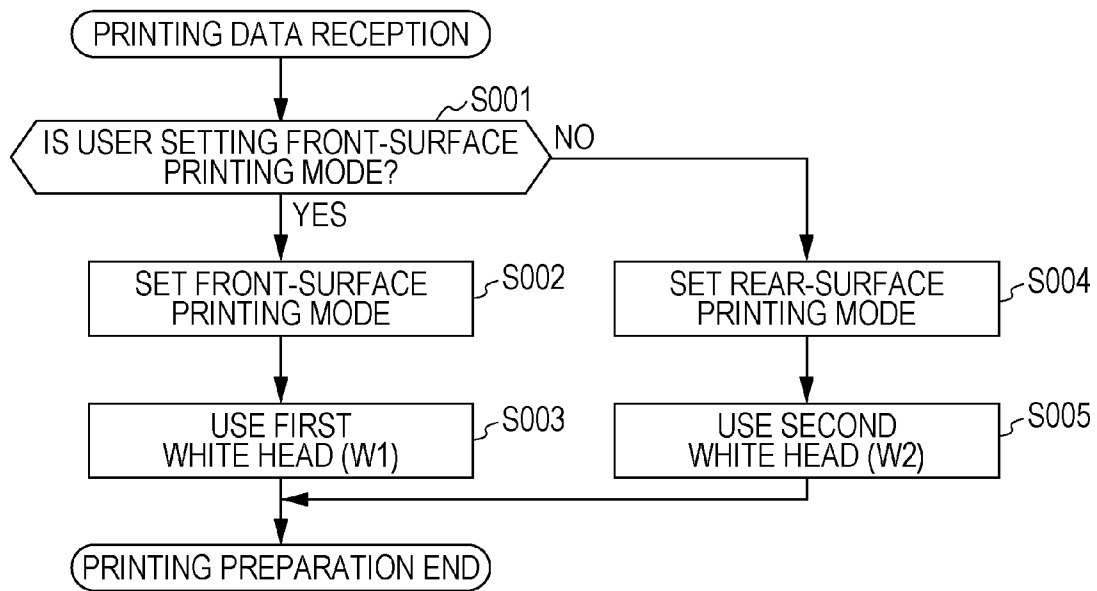 PRINTING DATA RECEPTION
S001
IS USER SETTING FRONT-SURFACE
PRINTING MODE?
NO
YES
SET FRONT-SURFACE
PRINTING MODE
S002
SET REAR-SURFACE
PRINTING MODE
S004
USE FIRST
WHITE HEAD (W1)
S003
USE SECOND
WHITE HEAD (W2)
S005
PRINTING PREPARATION END